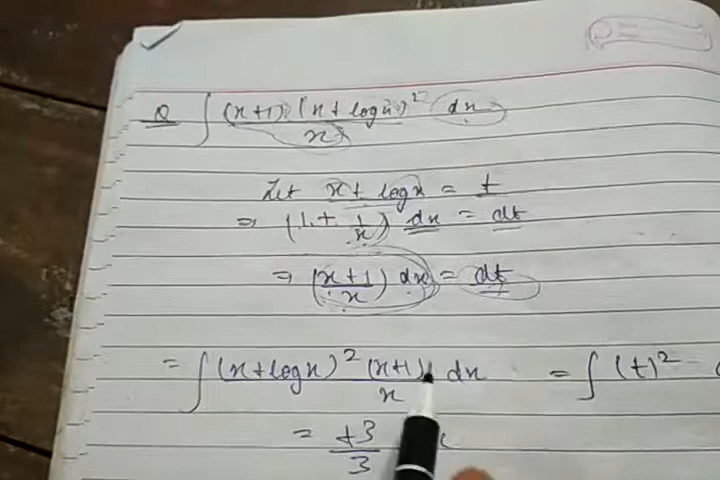 Q ∫ (x+1) (x + log x)² dx / x
Let x + log x = t
⇒ (1 + 1/x) dx = dt
⇒ (x+1 / x) dx = dt
= ∫ (x + log x)² (x+1) dx / x = ∫ (t)²
= t3 / 3